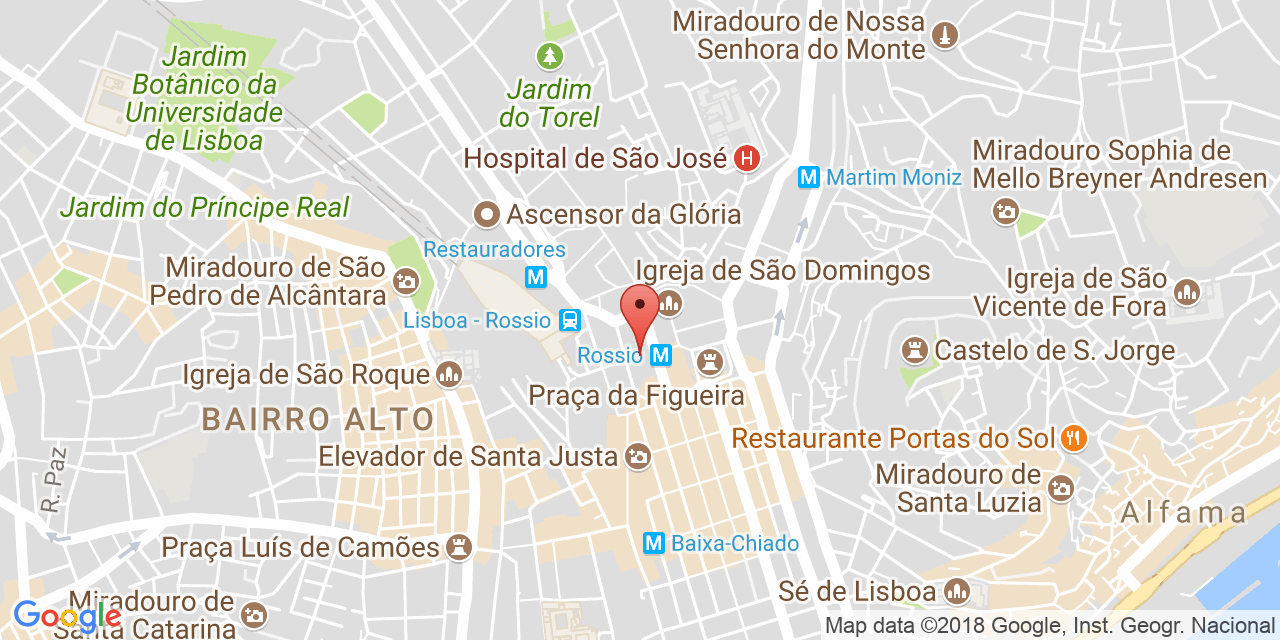 Miradouro de Nossa
Senhora do Monte
Jardim
Botânico da
Universidade
de Lisboa
Jardim
do Torel
Hospital de São José
H
Miradouro Sophia de
Mello Breyner Andresen
M Martim Moniz
Jardim do Príncipe Real
Ascensor da Glória
Restauradores
M
Miradouro de São
Pedro de Alcântara
Igreja de São Domingos
Igreja de São
Vicente de Fora
Lisboa - Rossio
Rossio M
Castelo de S. Jorge
Igreja de São Roque
Praça da Figueira
BAIRRO ALTO
Restaurante Portas do Sol
Elevador de Santa Justa
R. Paz
Miradouro de
Santa Luzia
Alfama
Praça Luís de Camões
M Baixa-Chiado
Sé de Lisboa
Miradouro de
Santa Catarina
Google
Map data ©2018 Google, Inst. Geogr. Nacional